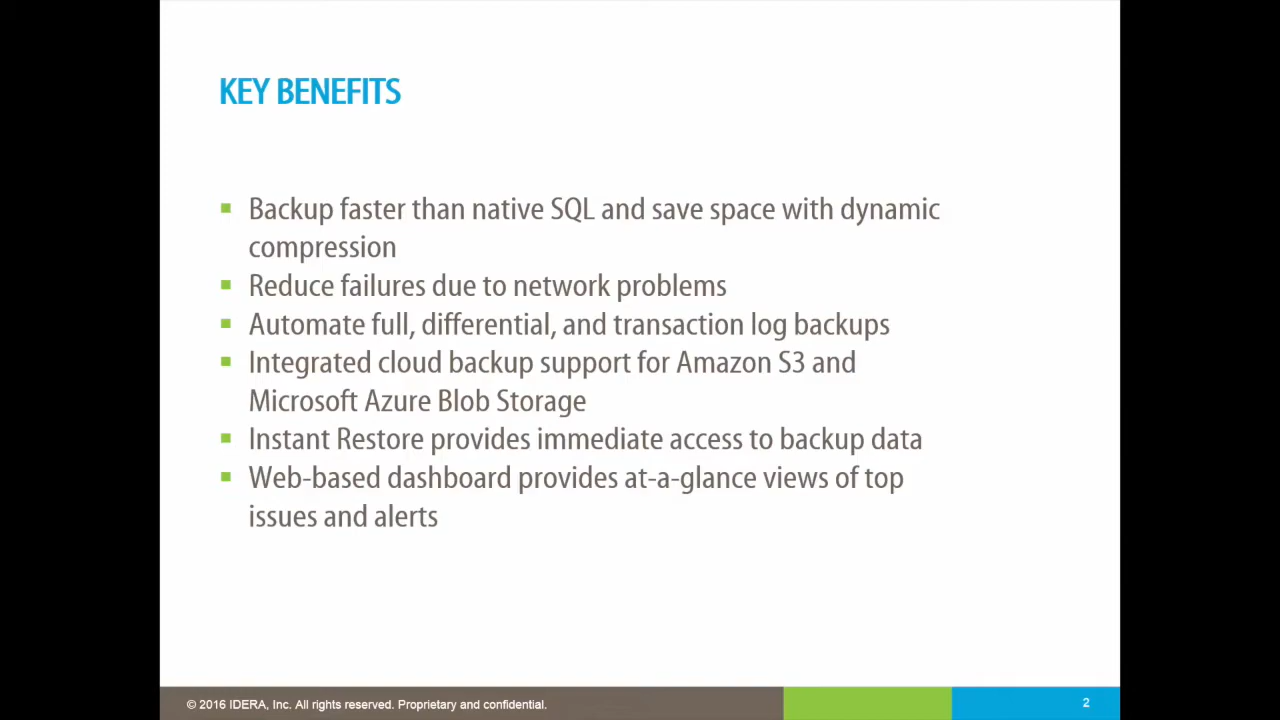 KEY BENEFITS
Backup faster than native SQL and save space with dynamic
compression
Reduce failures due to network problems
Automate full, differential, and transaction log backups
Integrated cloud backup support for Amazon S3 and
Microsoft Azure Blob Storage
Instant Restore provides immediate access to backup data
Web-based dashboard provides at-a-glance views of top
issues and alerts
© 2016 IDERA, Inc. All rights reserved. Proprietary and confidential.
2